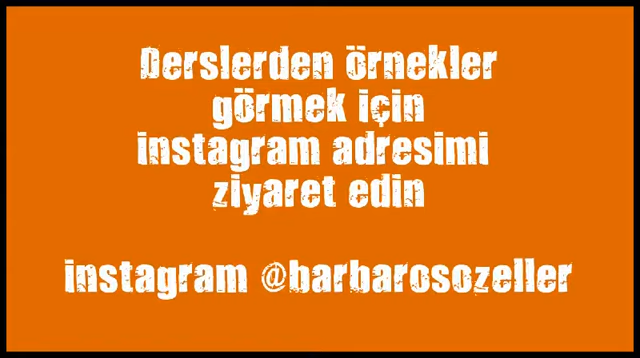 Derslerden örnekler
görmek için
instagram adresimi
ziyaret edin
instagram @barbarosozeller